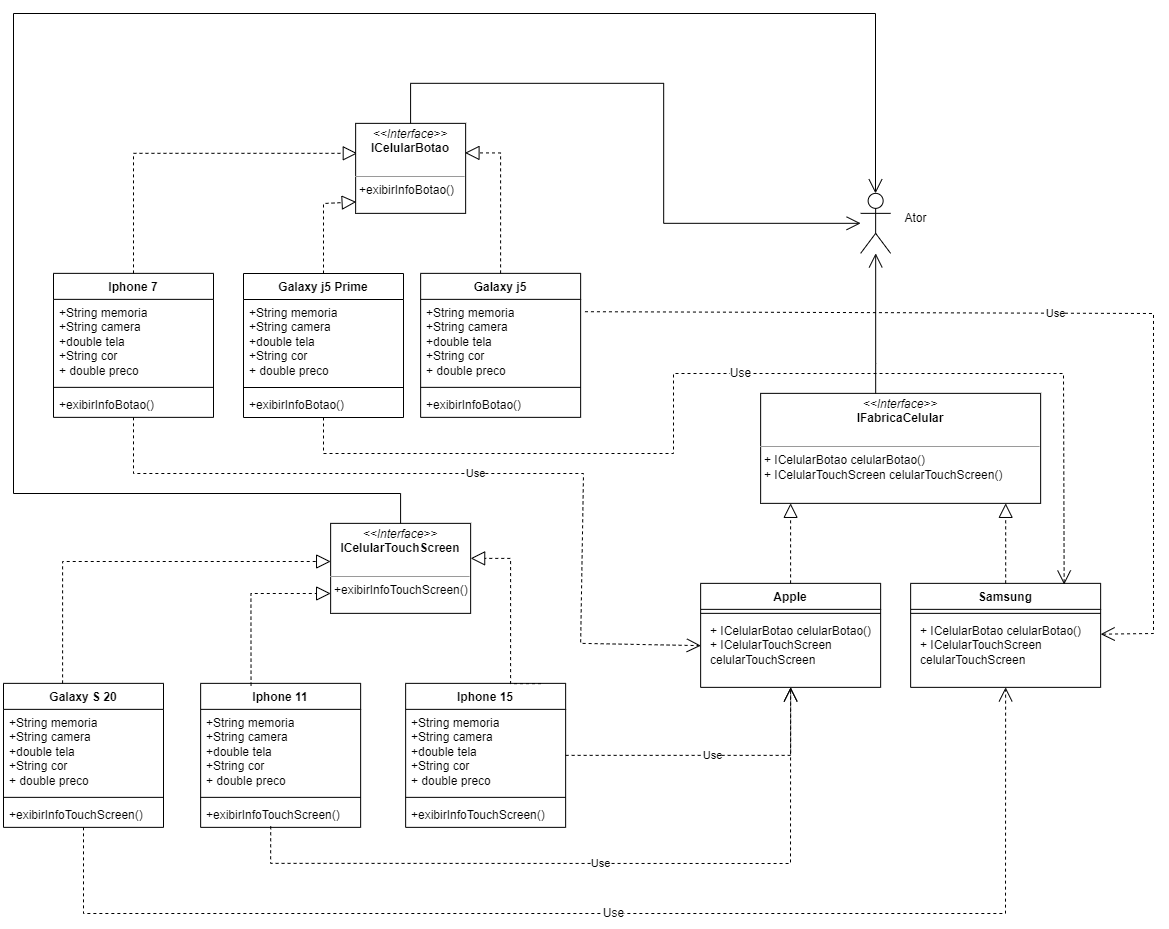 <<Interface>>
ICelularBotao
+exibirInfoBotao()
Ator
Iphone 7
+String memoria
+String camera
+double tela
+String cor
+ double preco
+exibirInfoBotao()
Galaxy j5 Prime
+String memoria
+String camera
+double tela
+String cor
+ double preco
+exibirInfoBotao()
Galaxy j5
+String memoria
+String camera
+double tela
+String cor
+ double preco
+exibirInfoBotao()
Use
Use
<<Interface>>
IFabricaCelular
+ ICelularBotao celularBotao()
+ ICelularTouchScreen celularTouchScreen()
Use
<<Interface>>
ICelularTouchScreen
+exibirInfoTouchScreen()
Apple
+ ICelularBotao celularBotao()
+ ICelularTouchScreen
celularTouchScreen
Samsung
+ ICelularBotao celularBotao()
+ ICelularTouchScreen
celularTouchScreen
Galaxy S 20
+String memoria
+String camera
+double tela
+String cor
+ double preco
+exibirInfoTouchScreen()
Iphone 11
+String memoria
+String camera
+double tela
+String cor
+ double preco
+exibirInfoTouchScreen()
Iphone 15
+String memoria
+String camera
+double tela
+String cor
+ double preco
+exibirInfoTouchScreen()
Use
Use
Use